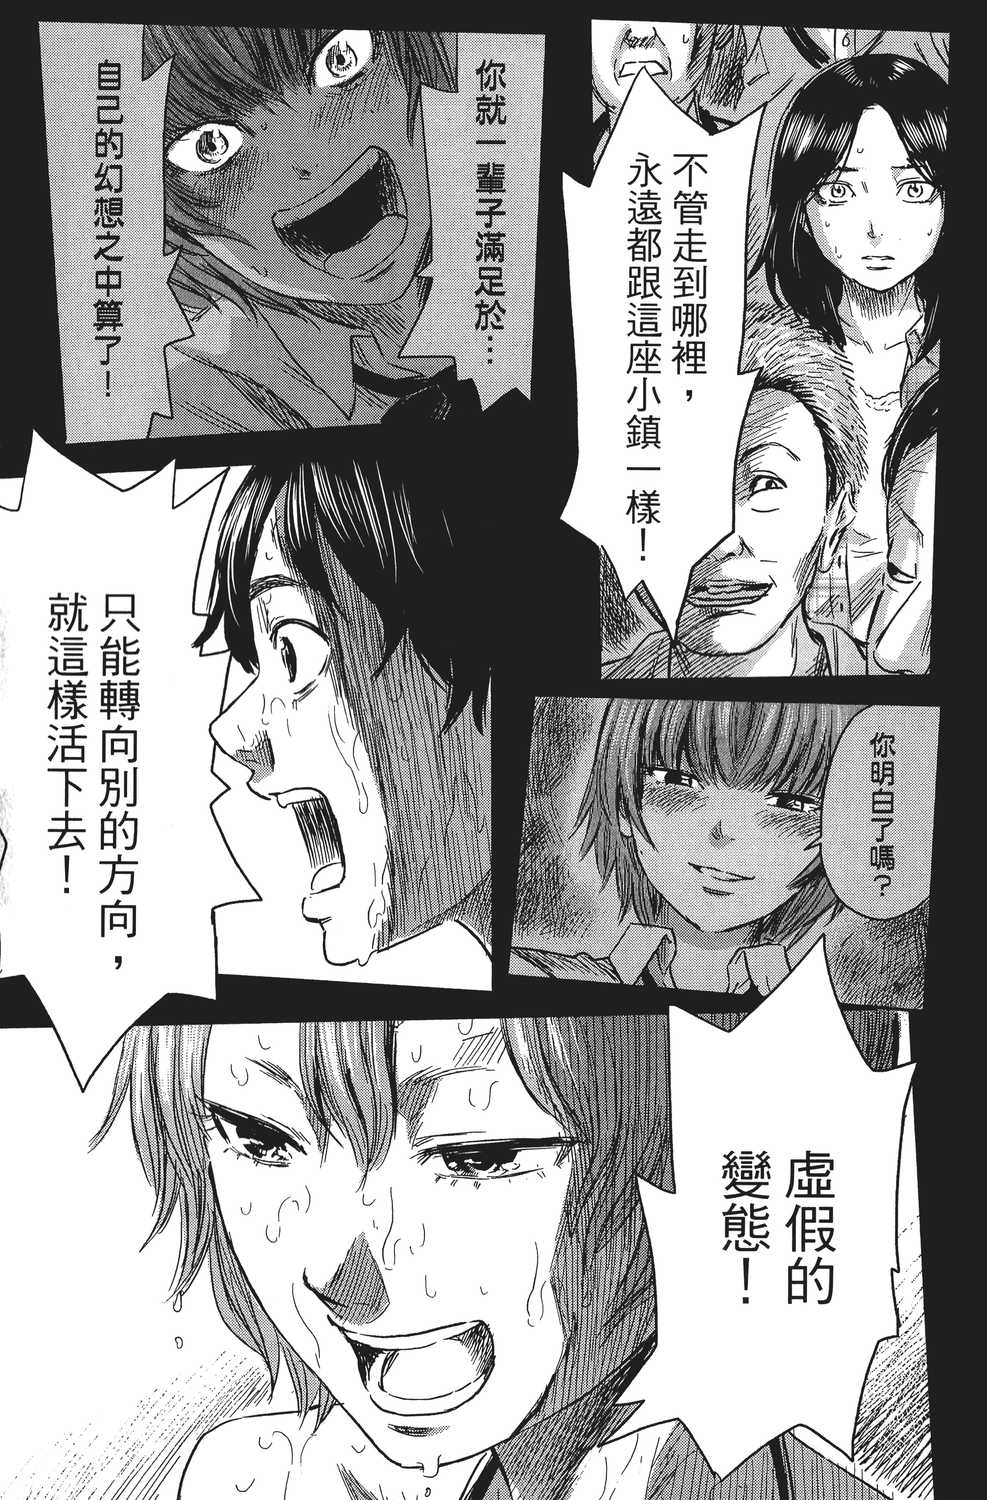 不管走到哪裡，
永遠都跟這座小鎮一樣！
你就一輩子滿足於…
自己的幻想之中算了！
你明白了嗎？
只能轉向別的方向，
就這樣活下去！
虛假的
變態！